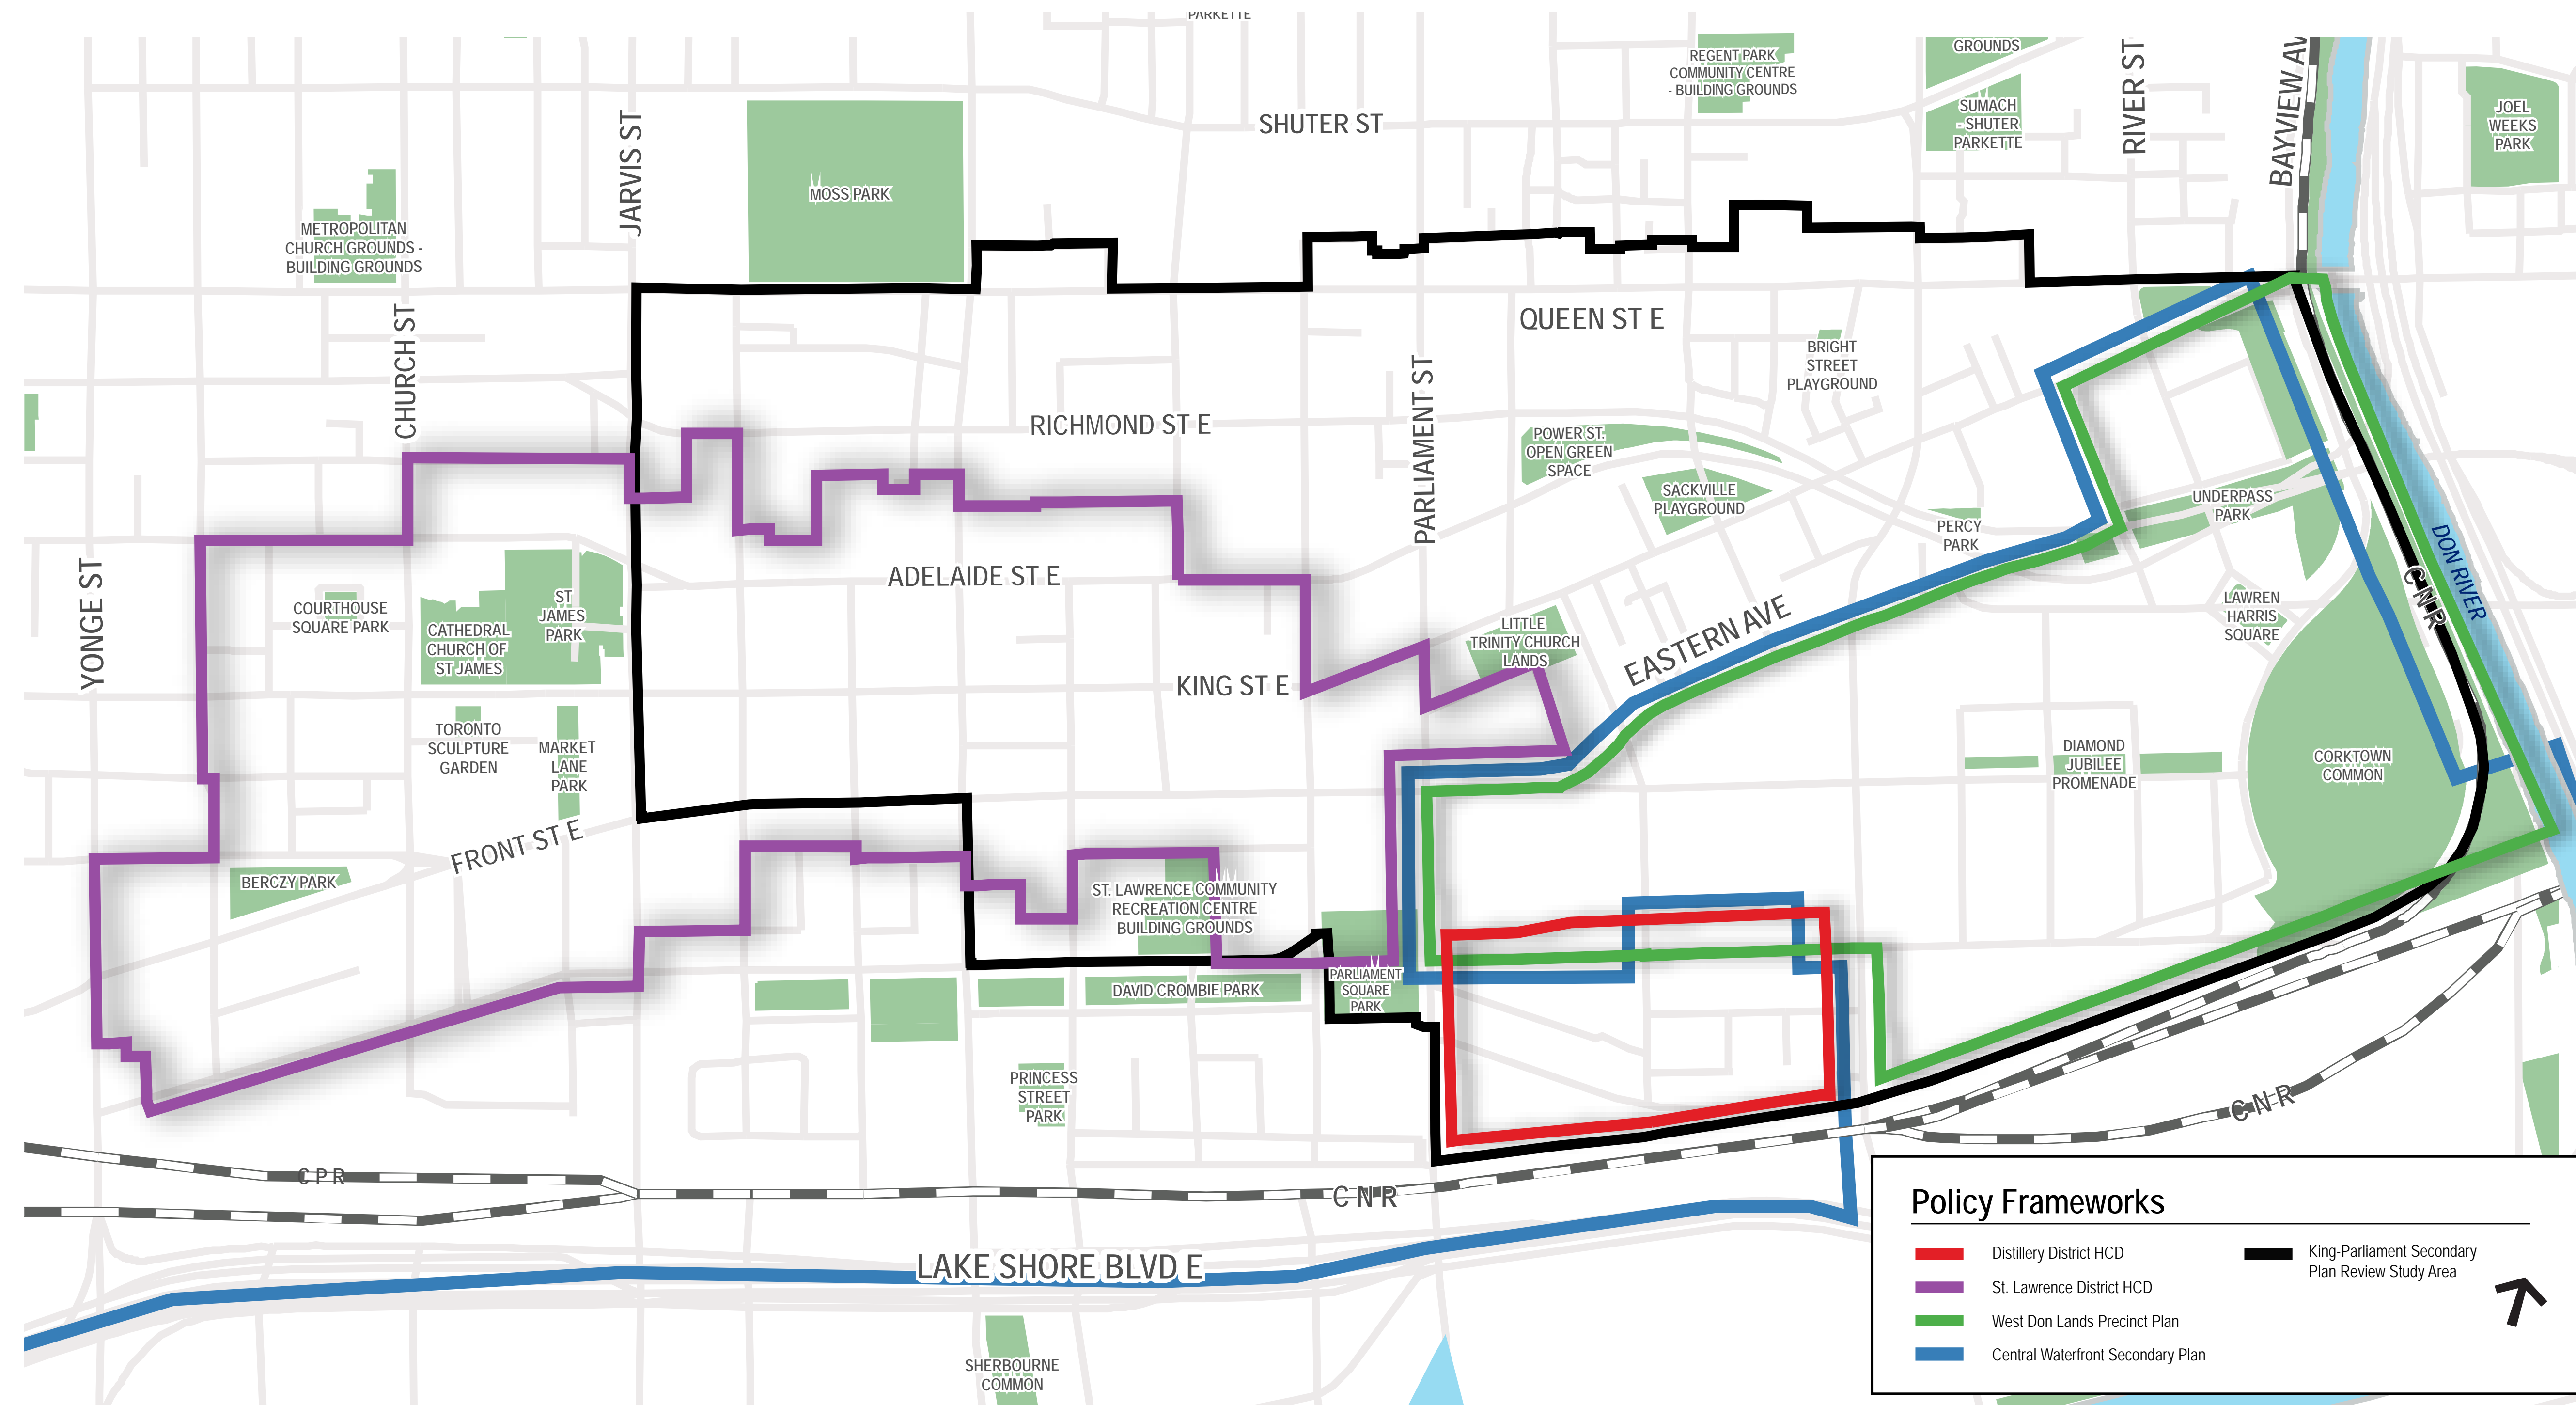 PARKETTE
REGENT PARK
COMMUNITY CENTRE
- BUILDING GROUNDS
GROUNDS
SUMACH
- SHUTER
PARKETTE
RIVER ST
BAYVIEW AV
JOEL
WEEKS
PARK
JARVIS ST
SHUTER ST
MOSS PARK
METROPOLITAN
CHURCH GROUNDS -
BUILDING GROUNDS
CHURCH ST
QUEEN ST E
BRIGHT
STREET
PLAYGROUND
PARLIAMENT ST
RICHMOND ST E
POWER ST.
OPEN GREEN
SPACE
SACKVILLE
PLAYGROUND
PERCY
PARK
UNDERPASS
PARK
DON RIVER
CNR
YONGE ST
ADELAIDE ST E
COURTHOUSE
SQUARE PARK
CATHEDRAL
CHURCH OF
ST JAMES
ST
JAMES
PARK
LITTLE
TRINITY CHURCH
LANDS
EASTERN AVE
LAWREN
HARRIS
SQUARE
KING ST E
TORONTO
SCULPTURE
GARDEN
MARKET
LANE
PARK
DIAMOND
JUBILEE
PROMENADE
CORKTOWN
COMMON
FRONT ST E
BERCZY PARK
ST. LAWRENCE COMMUNITY
RECREATION CENTRE
BUILDING GROUNDS
DAVID CROMBIE PARK
PARLIAMENT
SQUARE
PARK
PRINCESS
STREET
PARK
CNR
CPR
CNR
LAKE SHORE BLVD E
SHERBOURNE
COMMON
Policy Frameworks
Distillery District HCD
St. Lawrence District HCD
West Don Lands Precinct Plan
Central Waterfront Secondary Plan
King-Parliament Secondary
Plan Review Study Area